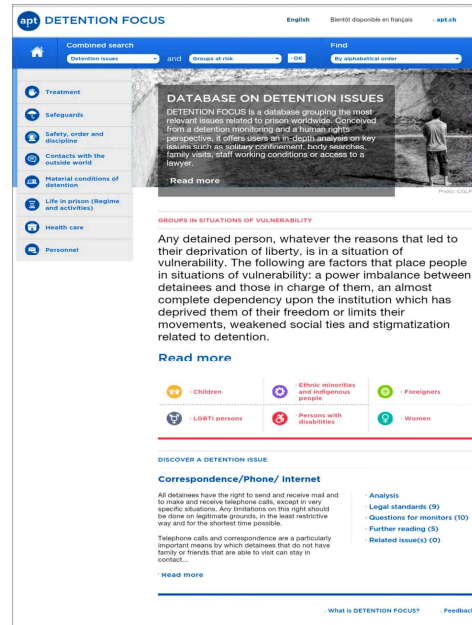 apt DETENTION FOCUS
English
Bientôt disponible en français
apt.ch
Combined search
Detention issues
and
Groups at risk
OK
Find
By alphabetical order
Treatment
Safeguards
Safety, order and
discipline
Contacts with the
outside world
Material conditions of
detention
Life in prison (Regime
and activities)
Health care
Personnel
DATABASE ON DETENTION ISSUES
DETENTION FOCUS is a database grouping the most
relevant issues related to prison worldwide. Conceived
from a detention monitoring and a human rights
perspective, it offers users an in-depth analysis on key
issues such as solitary confinement, body searches,
family visits, staff working conditions or access to a
lawyer.
Read more
Photo: CGLP
GROUPS IN SITUATIONS OF VULNERABILITY
Any detained person, whatever the reasons that led to
their deprivation of liberty. is in a situation of
vulnerability. The following are factors that place people
in situations of vulnerability: a power imbalance between
detainees and those in charge of them, an almost
complete dependency upon the institution which has
deprived them of their freedom or limits their
movements, weakened social ties and stigmatization
related to detention.
Read more
Children
Ethnic minorities
and indigenous
people
Foreigners
LGBTI persons
Persons with
disabilities
Women
DISCOVER A DETENTION ISSUE
Correspondence/Phone/ Internet
All detainees have the right to send and receive mail and
to make and receive telephone calls, except in very
specific situations. Any limitations on this right should
be done on legitimate grounds, in the least restrictive
way and for the shortest time possible.
Telephone calls and correspondence are a particularly
important means by which detainees that do not have
family or friends that are able to visit can stay in
contact...
Read more
Analysis
Legal standards (9)
Questions for monitors (10)
Further reading (5)
Related issue(s) (0)
What is DETENTION FOCUS?
Feedback